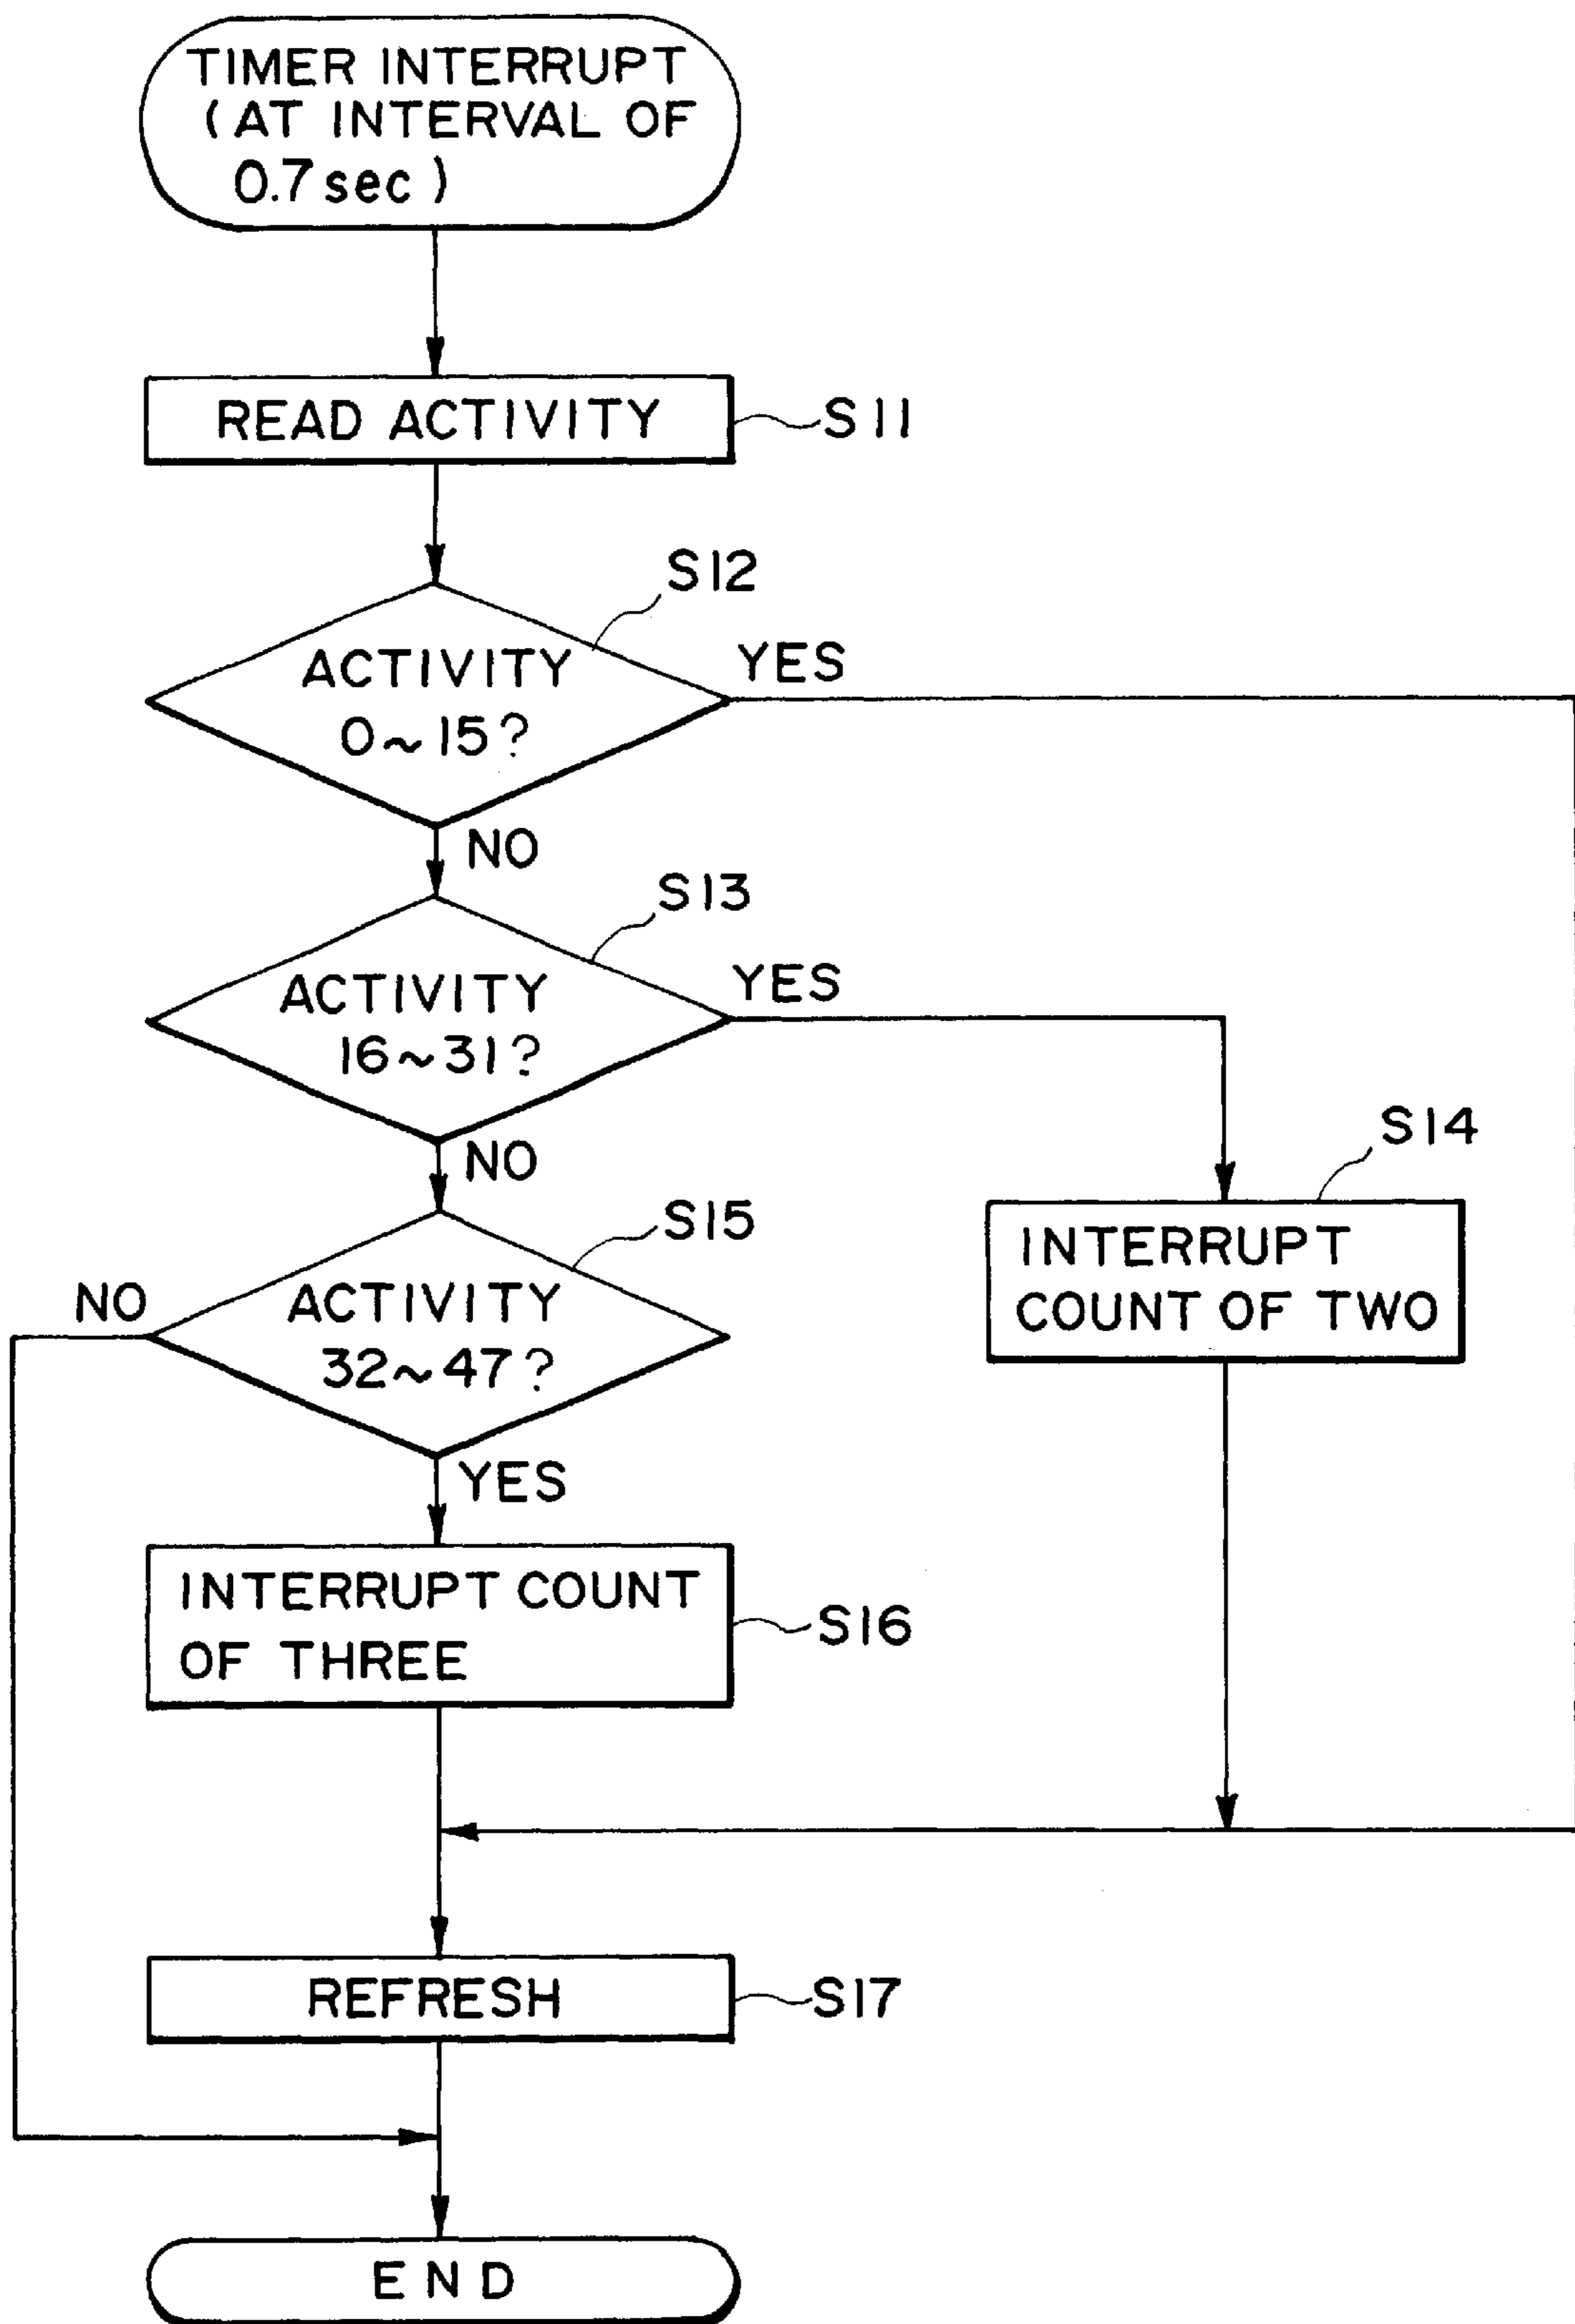 TIMER INTERRUPT
(AT INTERVAL OF
0.7sec)
READ ACTIVITY
S11
S12
ACTIVITY
0~15?
YES
NO
S13
ACTIVITY
16~31?
YES
NO
S14
INTERRUPT
COUNT OF TWO
S15
ACTIVITY
32~47?
NO
YES
INTERRUPT COUNT
OF THREE
S16
REFRESH
S17
END